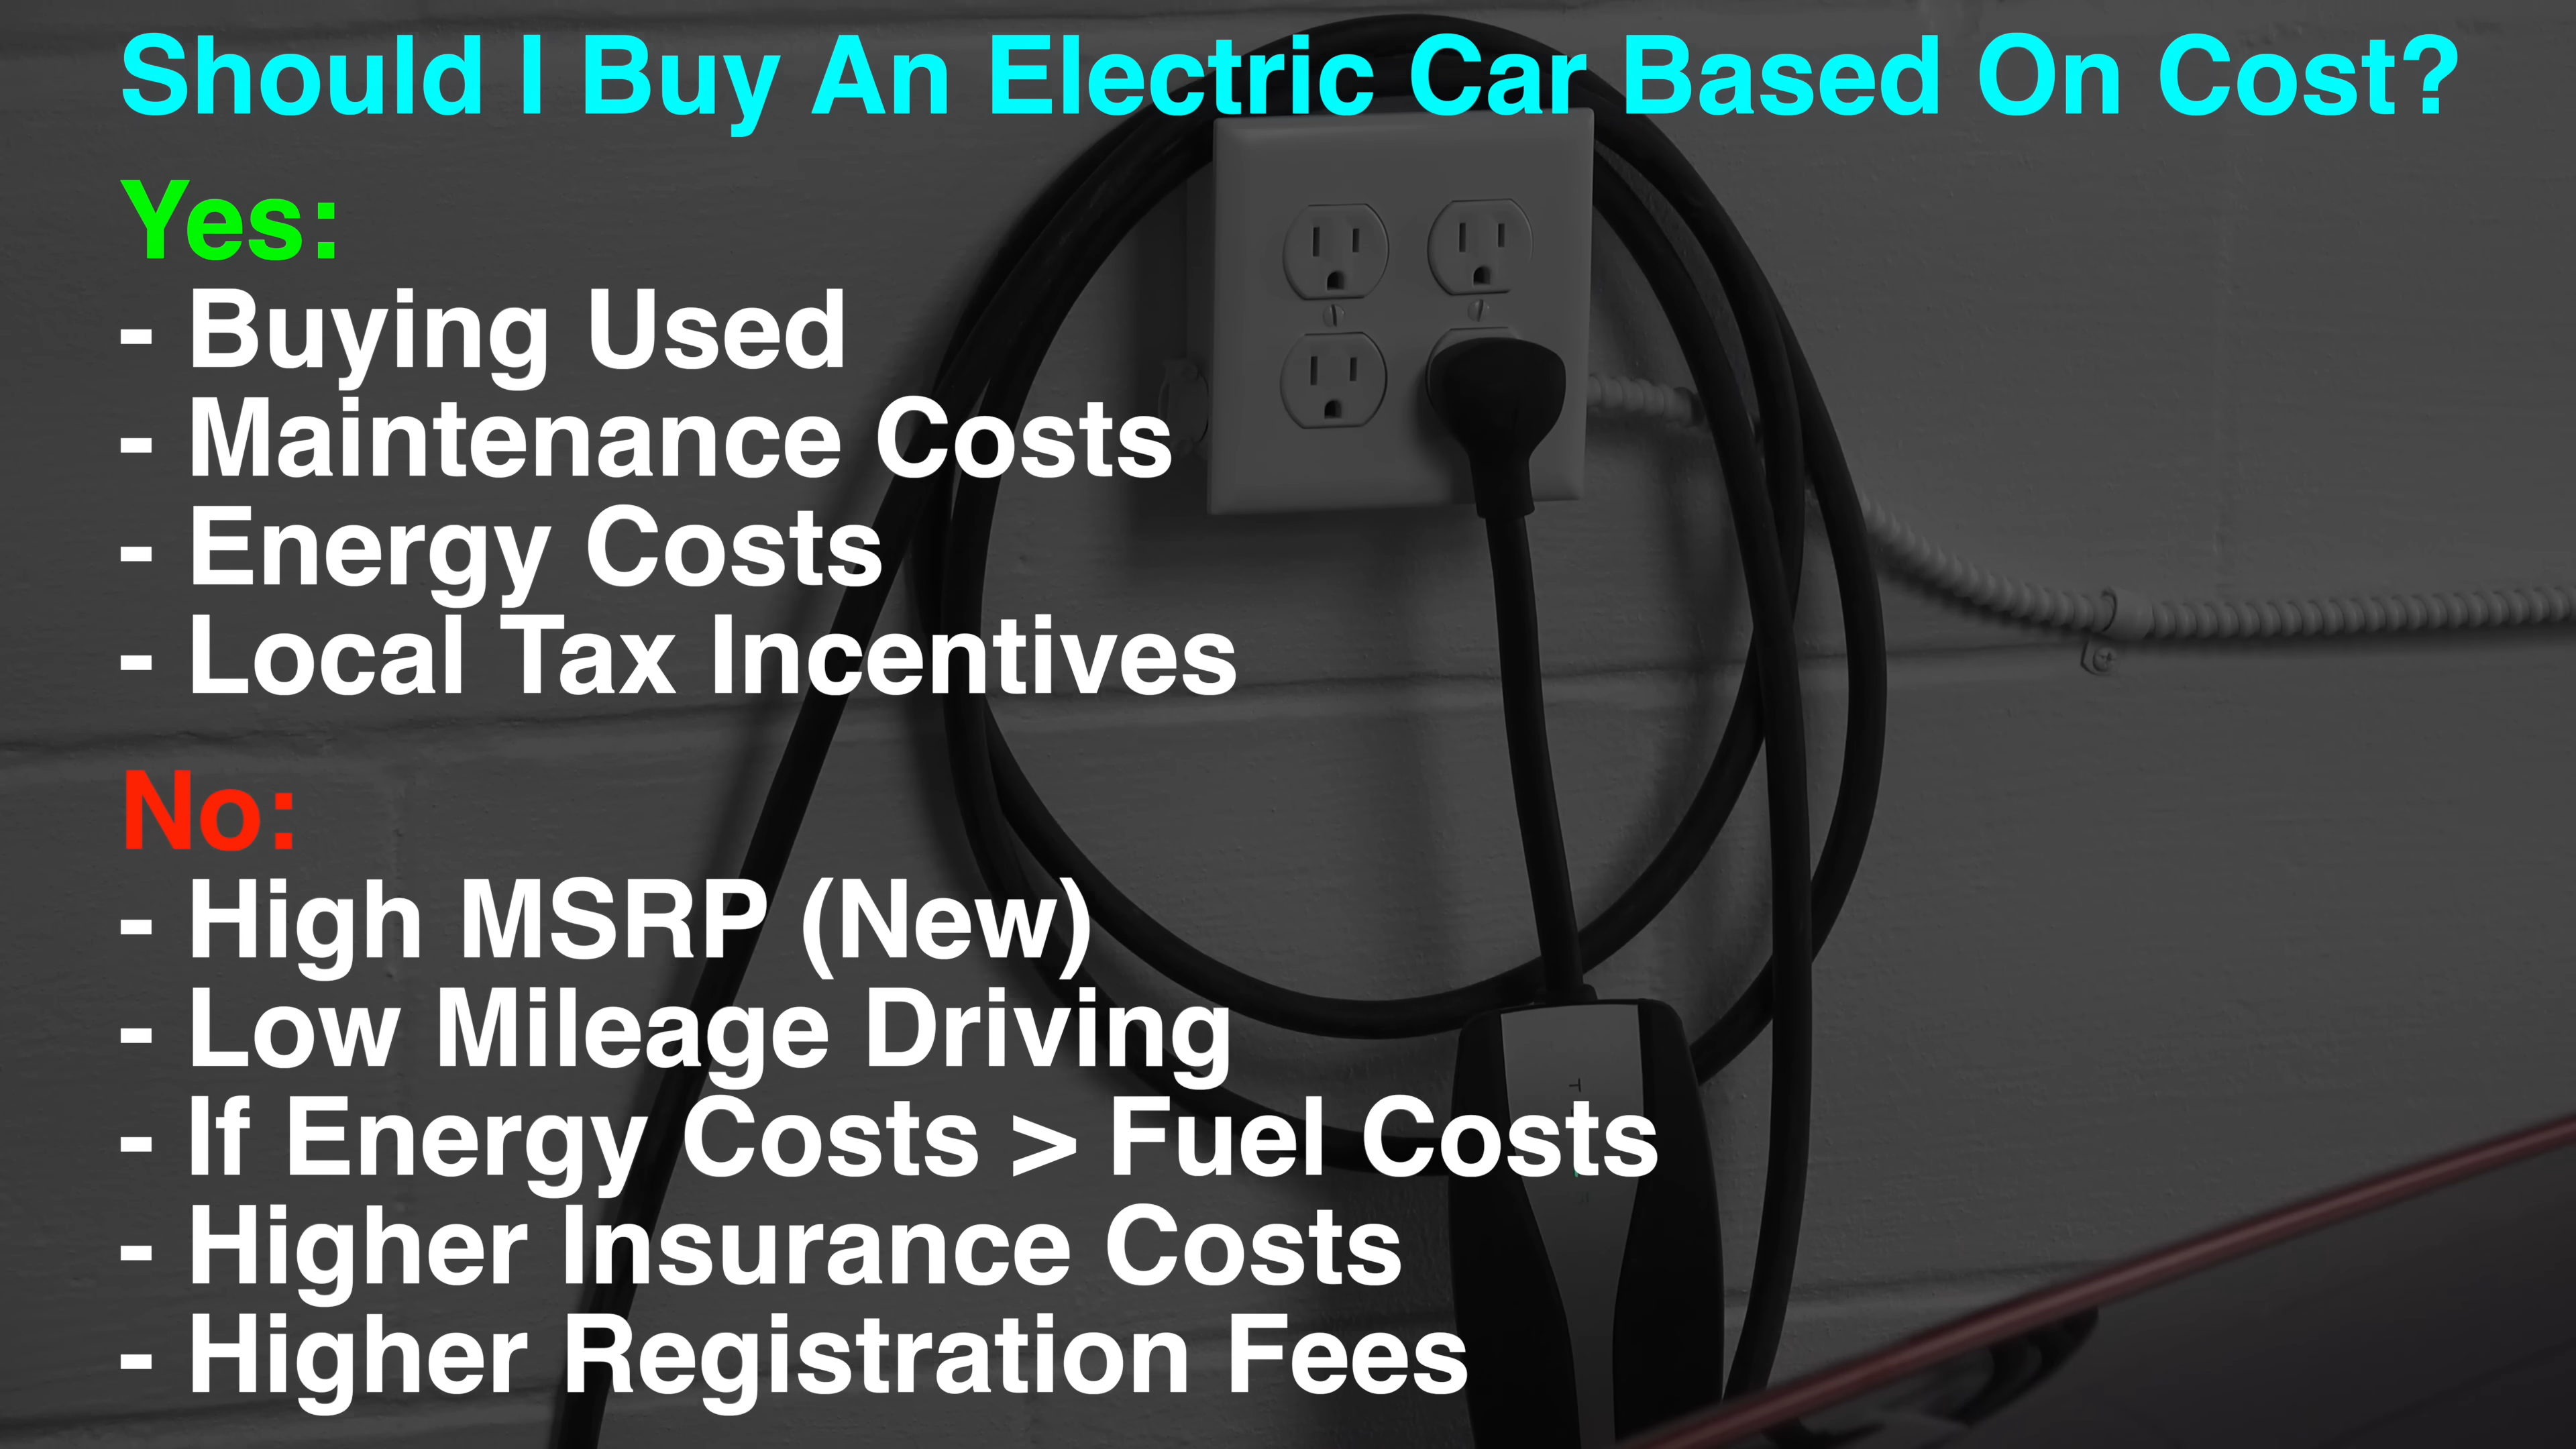 Should I Buy An Electric Car Based On Cost?
Yes:
- Buying Used
- Maintenance Costs
- Energy Costs
- Local Tax Incentives
No:
- High MSRP (New)
- Low Mileage Driving
- If Energy Costs > Fuel Costs
- Higher Insurance Costs
- Higher Registration Fees